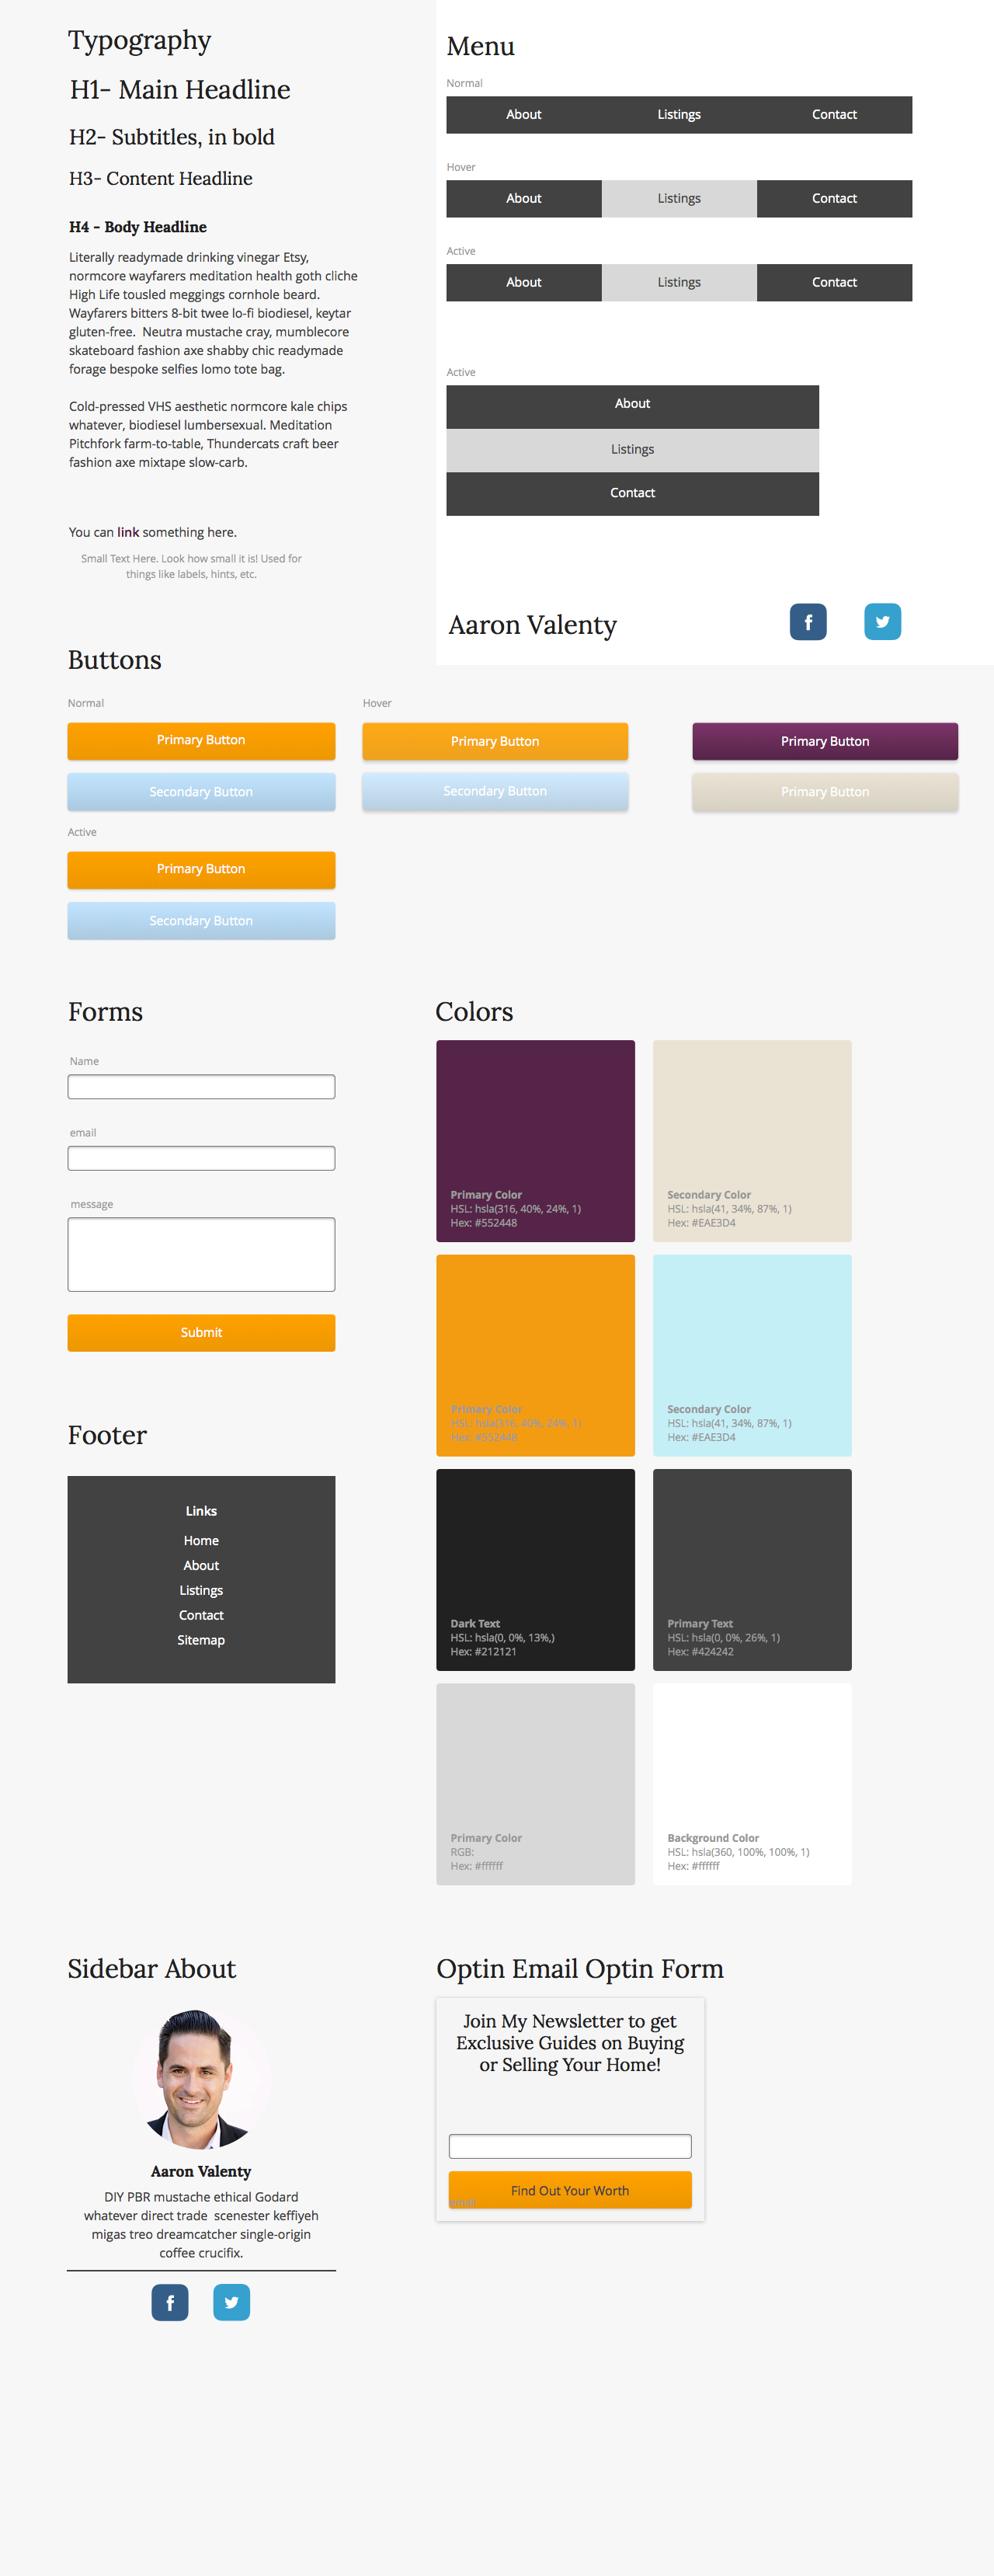 Typography
H1- Main Headline
H2- Subtitles, in bold
H3- Content Headline
H4 - Body Headline
Literally readymade drinking vinegar Etsy,
normcore wayfarers meditation health goth cliche
High Life tousled meggings cornhole beard.
Wayfarers bitters 8-bit twee lo-fi biodiesel, keytar
gluten-free.  Neutra mustache cray, mumblecore
skateboard fashion axe shabby chic readymade
forage bespoke selfies lomo tote bag.
Cold-pressed VHS aesthetic normcore kale chips
whatever, biodiesel lumbersexual. Meditation
Pitchfork farm-to-table, Thundercats craft beer
fashion axe mixtape slow-carb.
You can link something here.
Small Text Here. Look how small it is! Used for
things like labels, hints, etc.
Menu
Normal
About Listings Contact
Hover
About Listings Contact
Active
About Listings Contact
Active
About
Listings
Contact
Aaron Valenty
Buttons
Normal
Primary Button
Secondary Button
Hover
Primary Button
Secondary Button
Primary Button
Primary Button
Active
Primary Button
Secondary Button
Forms
Name
email
message
Submit
Footer
Links
Home
About
Listings
Contact
Sitemap
Colors
Primary Color
HSL: hsla(316, 40%, 24%, 1)
Hex: #552448
Secondary Color
HSL: hsla(41, 34%, 87%, 1)
Hex: #EAE3D4
Primary Color
HSL: hsla(316, 40%, 24%, 1)
Hex: #552448
Secondary Color
HSL: hsla(41, 34%, 87%, 1)
Hex: #EAE3D4
Dark Text
HSL: hsla(0, 0%, 13%,)
Hex: #212121
Primary Text
HSL: hsla(0, 0%, 26%, 1)
Hex: #424242
Primary Color
RGB:
Hex: #ffffff
Background Color
HSL: hsla(360, 100%, 100%, 1)
Hex: #ffffff
Sidebar About
Aaron Valenty
DIY PBR mustache ethical Godard
whatever direct trade  scenester keffiyeh
migas treo dreamcatcher single-origin
coffee crucifix.
Optin Email Optin Form
Join My Newsletter to get
Exclusive Guides on Buying
or Selling Your Home!
Find Out Your Worth
email